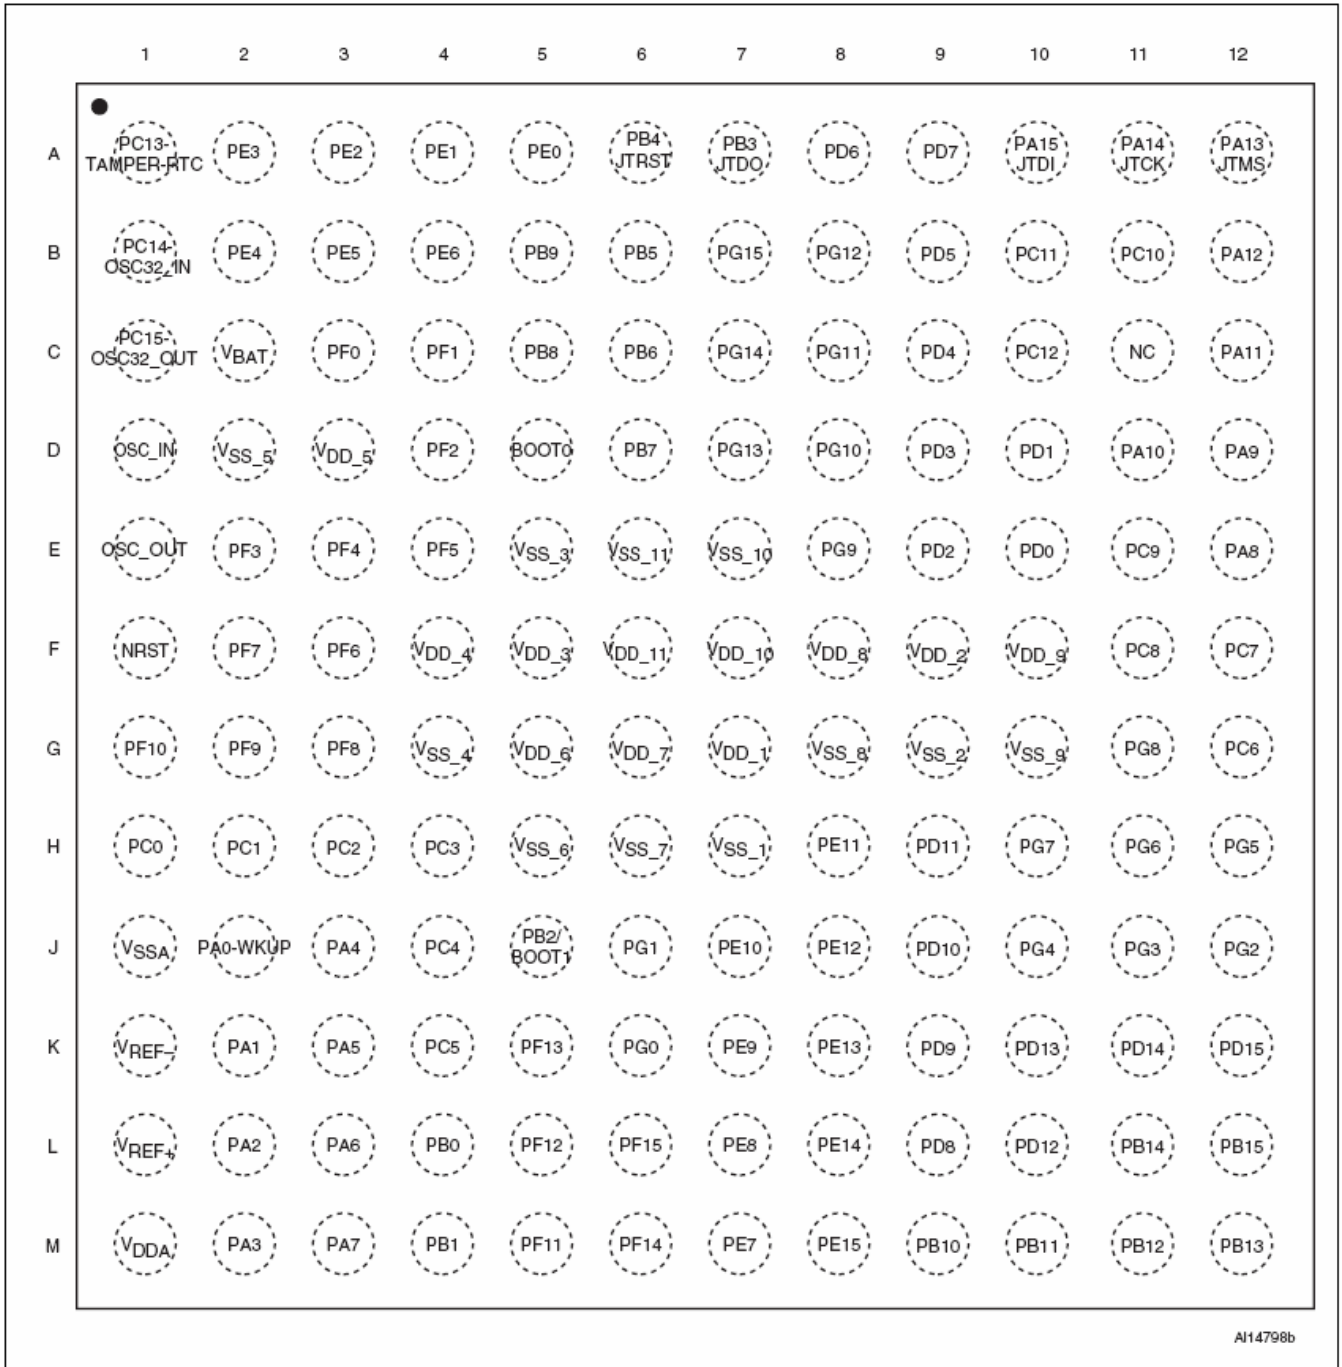 1 2 3 4 5 6 7 8 9 10 11 12
A PC13-TAMPER-RTC PE3 PE2 PE1 PE0 PB4 JTRST PB3 JTDO PD6 PD7 PA15 JTDI PA14 JTCK PA13 JTMS
B PC14-OSC32_IN PE4 PE5 PE6 PB9 PB5 PG15 PG12 PD5 PC11 PC10 PA12
C PC15-OSC32_OUT VBAT PF0 PF1 PB8 PB6 PG14 PG11 PD4 PC12 NC PA11
D OSC_IN VSS_5 VDD_5 PF2 BOOT0 PB7 PG13 PG10 PD3 PD1 PA10 PA9
E OSC_OUT PF3 PF4 PF5 VSS_3 VSS_11 VSS_10 PG9 PD2 PD0 PC9 PA8
F NRST PF7 PF6 VDD_4 VDD_3 VDD_11 VDD_10 VDD_8 VDD_2 VDD_9 PC8 PC7
G PF10 PF9 PF8 VSS_4 VDD_6 VDD_7 VDD_1 VSS_8 VSS_2 VSS_9 PG8 PC6
H PC0 PC1 PC2 PC3 VSS_6 VSS_7 VSS_1 PE11 PD11 PG7 PG6 PG5
J VSSA PA0-WKUP PA4 PC4 PB2/BOOT1 PG1 PE10 PE12 PD10 PG4 PG3 PG2
K VREF– PA1 PA5 PC5 PF13 PG0 PE9 PE13 PD9 PD13 PD14 PD15
L VREF+ PA2 PA6 PB0 PF12 PF15 PE8 PE14 PD8 PD12 PB14 PB15
M VDDA PA3 PA7 PB1 PF11 PF14 PE7 PE15 PB10 PB11 PB12 PB13
AI14798b